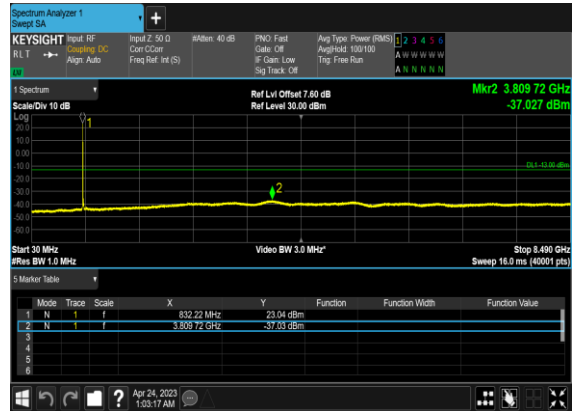 Spectrum Analyzer 1
Swept SA
+
KEYSIGHT Input: RF Input Z: 50 Ω #Atten: 40 dB PNO: Fast Avg Type: Power (RMS) 1 2 3 4 5 6
RLT Coupling: DC Corr CCorr Gate: Off Avg|Hold: 100/100 A W W W W W
Align: Auto Freq Ref: Int (S) IF Gain: Low Trig: Free Run
Sig Track: Off A N N N N N
1 Spectrum Ref Lvl Offset 7.60 dB Mkr2 3.809 72 GHz
Scale/Div 10 dB Ref Level 30.00 dBm -37.027 dBm
Log
20.0 1
10.0
0.00
-10.0 DL1 -13.00 dBm
-20.0
-30.0 2
-40.0
-50.0
-60.0
Start 30 MHz Video BW 3.0 MHz* Stop 8.490 GHz
#Res BW 1.0 MHz Sweep 16.0 ms (40001 pts)
5 Marker Table
Mode Trace Scale X Y Function Function Width Function Value
1 N 1 f 832.22 MHz 23.04 dBm
2 N 1 f 3.809 72 GHz -37.03 dBm
3
4
5
6
? Apr 24, 2023
1:03:17 AM